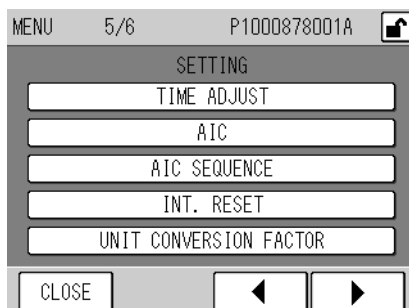 MENU 5/6 P1000878001A
SETTING
TIME ADJUST
AIC
AIC SEQUENCE
INT. RESET
UNIT CONVERSION FACTOR
CLOSE